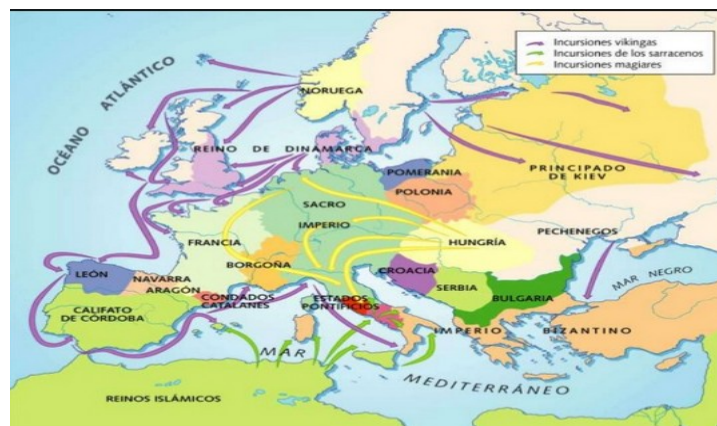 Incursiones vikingas
Incursiones de los sarracenos
Incursiones magiares
OCÉANO ATLÁNTICO
NORUEGA
REINO DE DINAMARCA
POMERANIA
POLONIA
PRINCIPADO
DE KIEV
SACRO
IMPERIO
FRANCIA
BORGOÑA
HUNGRÍA
PECHENEGOS
CROACIA
SERBIA
BULGARIA
MAR NEGRO
LEÓN
NAVARRA
ARAGÓN
CONDADOS
CATALANES
ESTADOS
PONTIFICIOS
CALIFATO
DE CÓRDOBA
IMPERIO BIZANTINO
MAR MEDITERRÁNEO
REINOS ISLÁMICOS